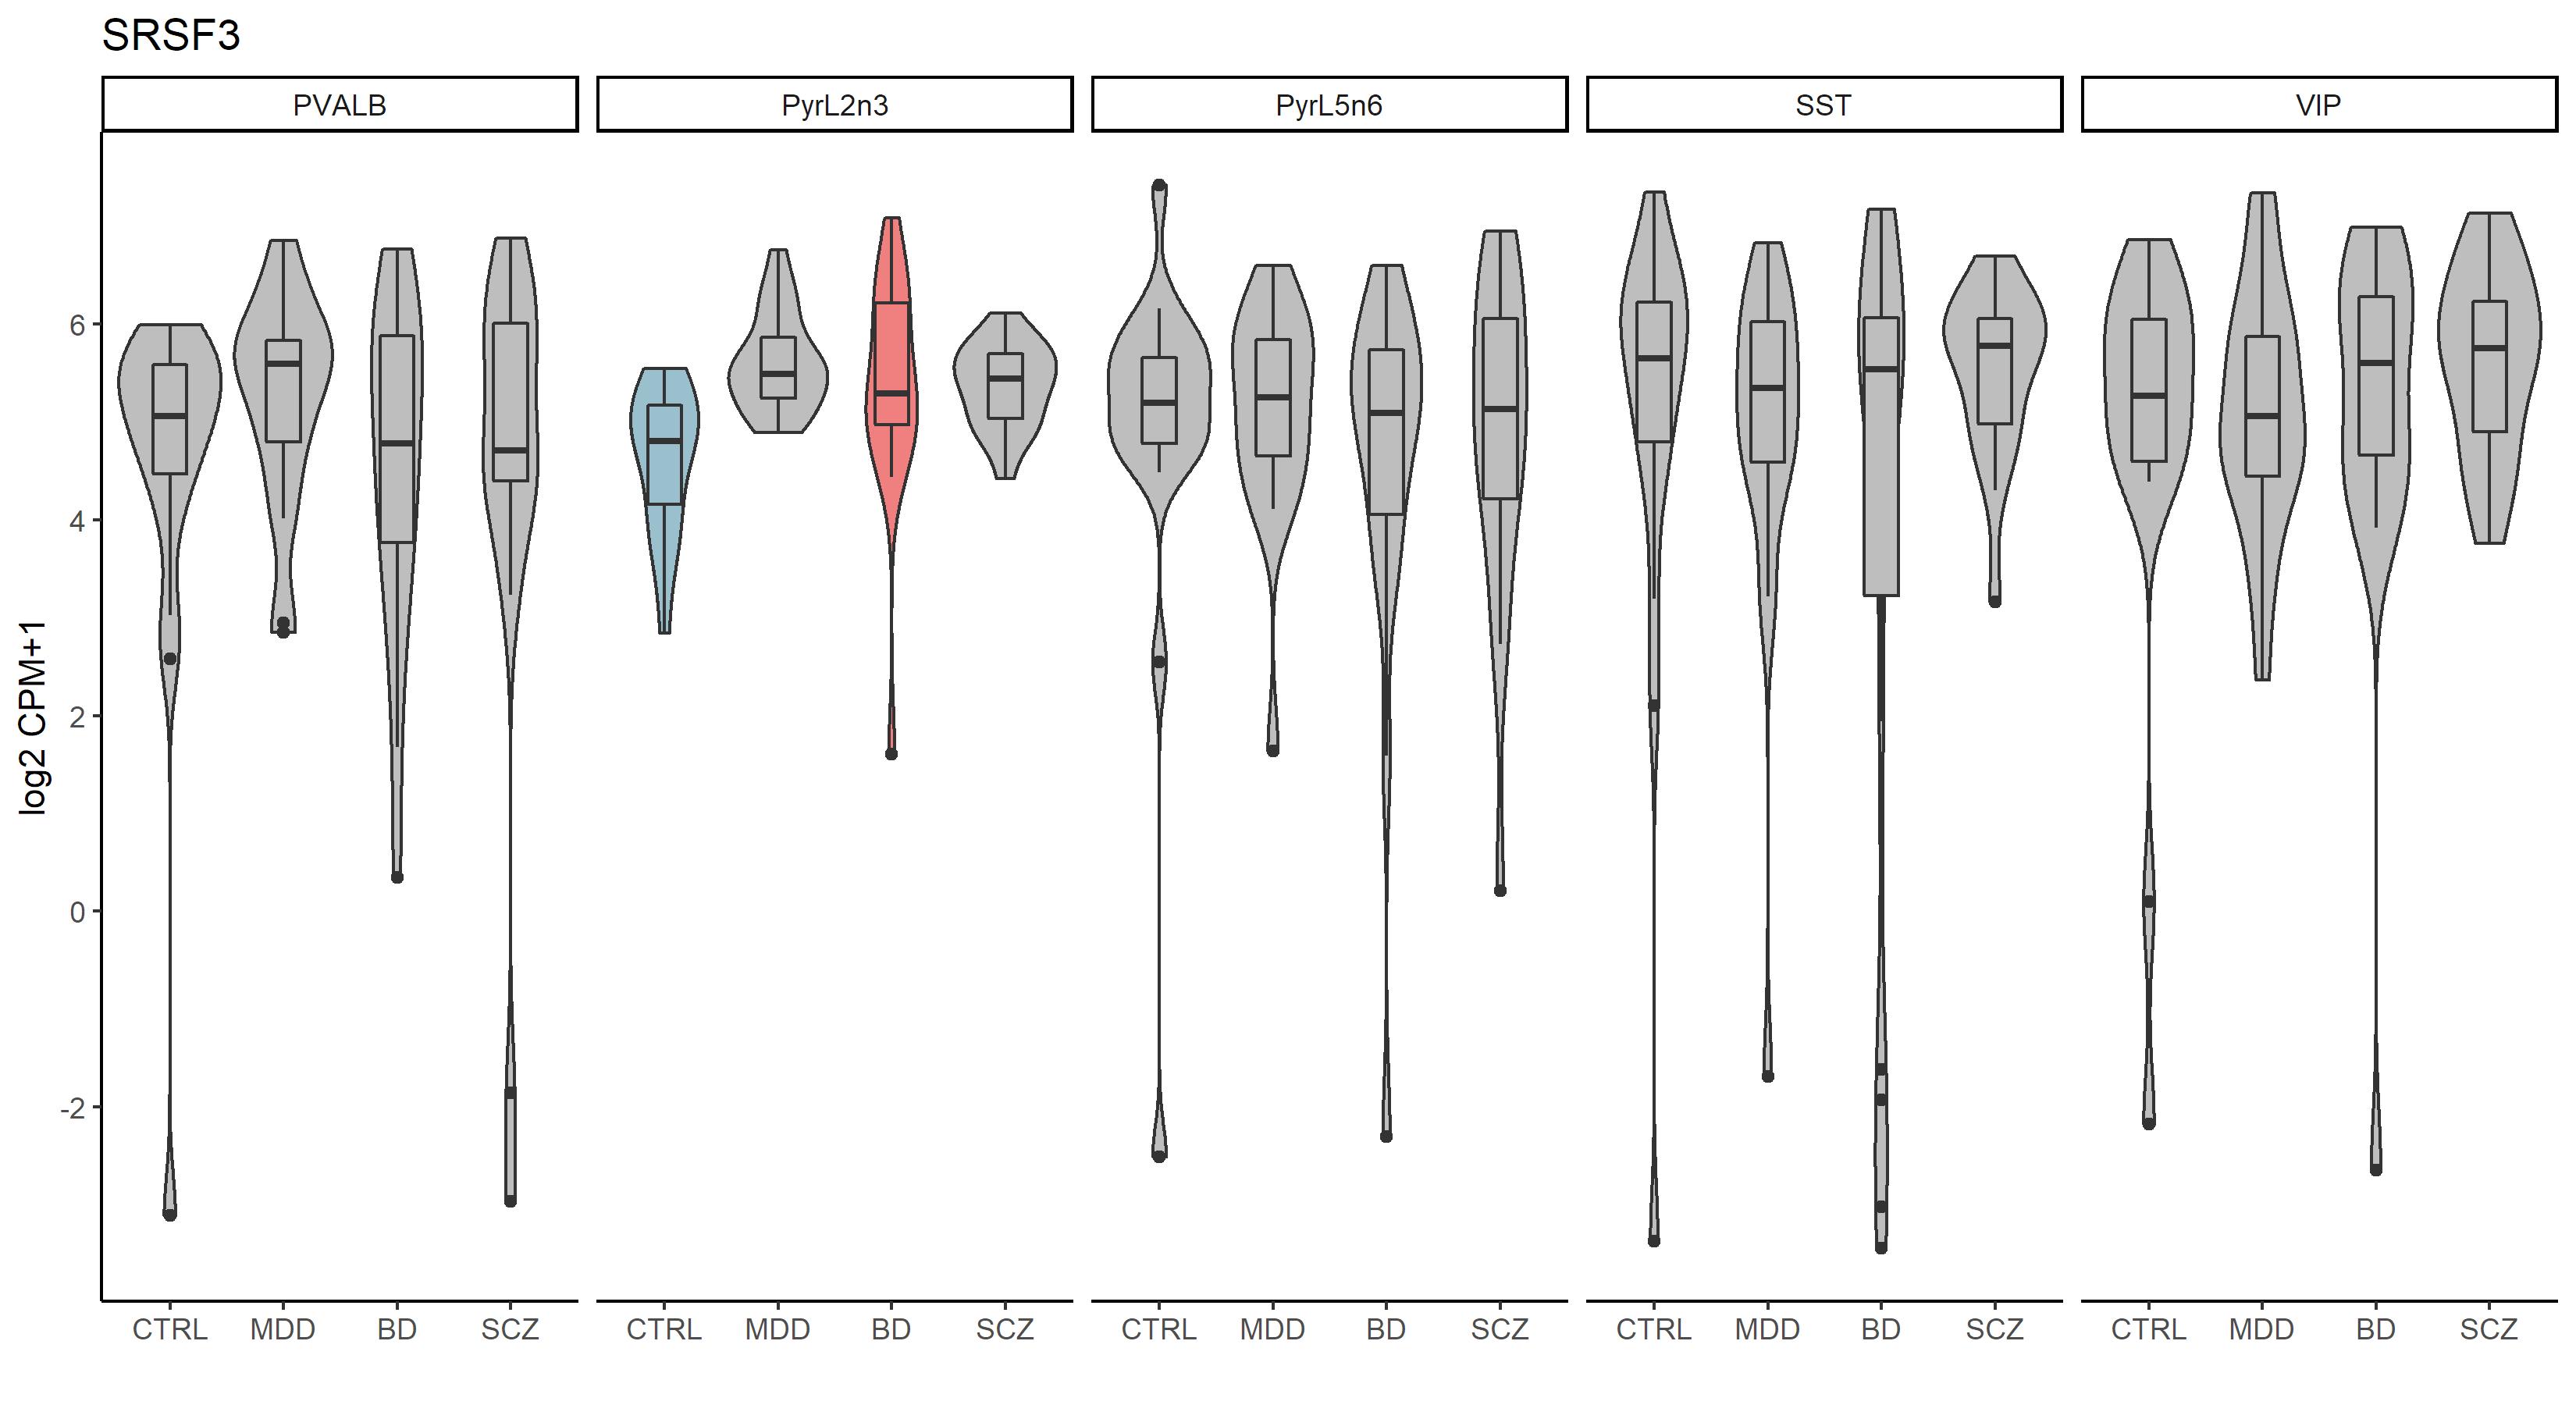 SRSF3
PVALB PyrL2n3 PyrL5n6 SST VIP
log2 CPM+1
6
4
2
0
-2
CTRL MDD BD SCZ CTRL MDD BD SCZ CTRL MDD BD SCZ CTRL MDD BD SCZ CTRL MDD BD SCZ